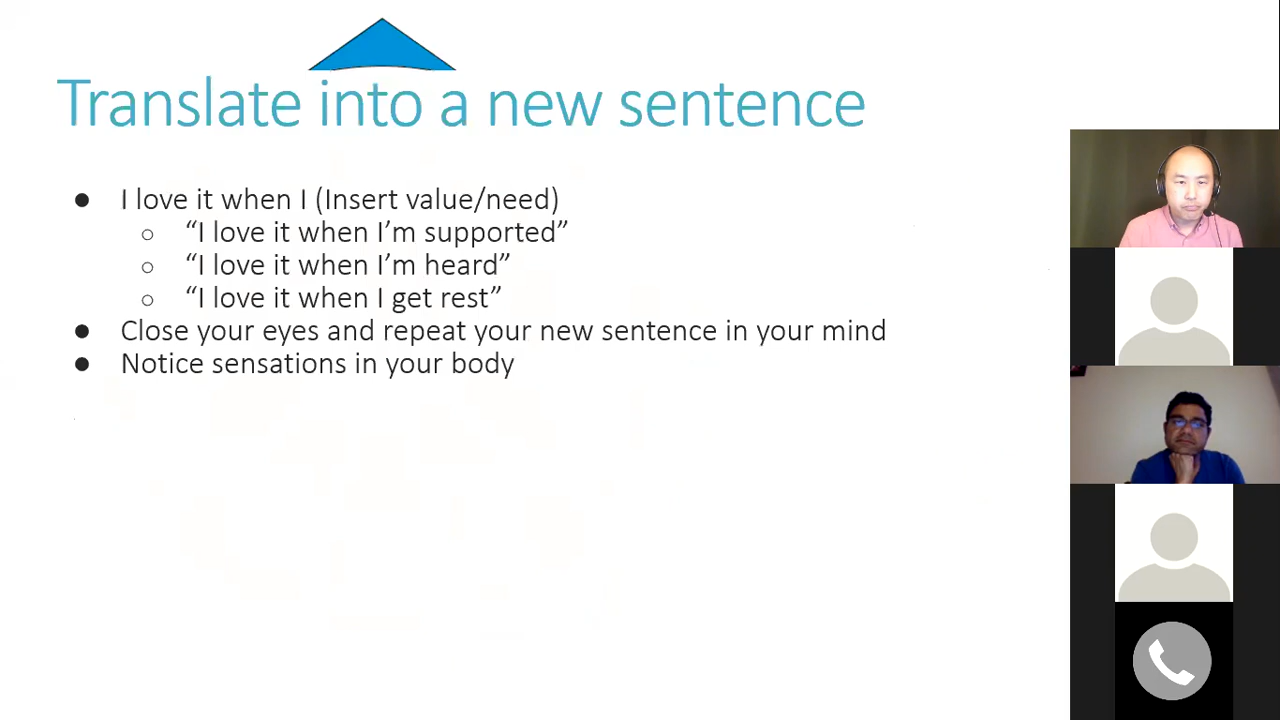 Translate into a new sentence
● I love it when I (Insert value/need)
○ “I love it when I’m supported”
○ “I love it when I’m heard”
○ “I love it when I get rest”
● Close your eyes and repeat your new sentence in your mind
● Notice sensations in your body